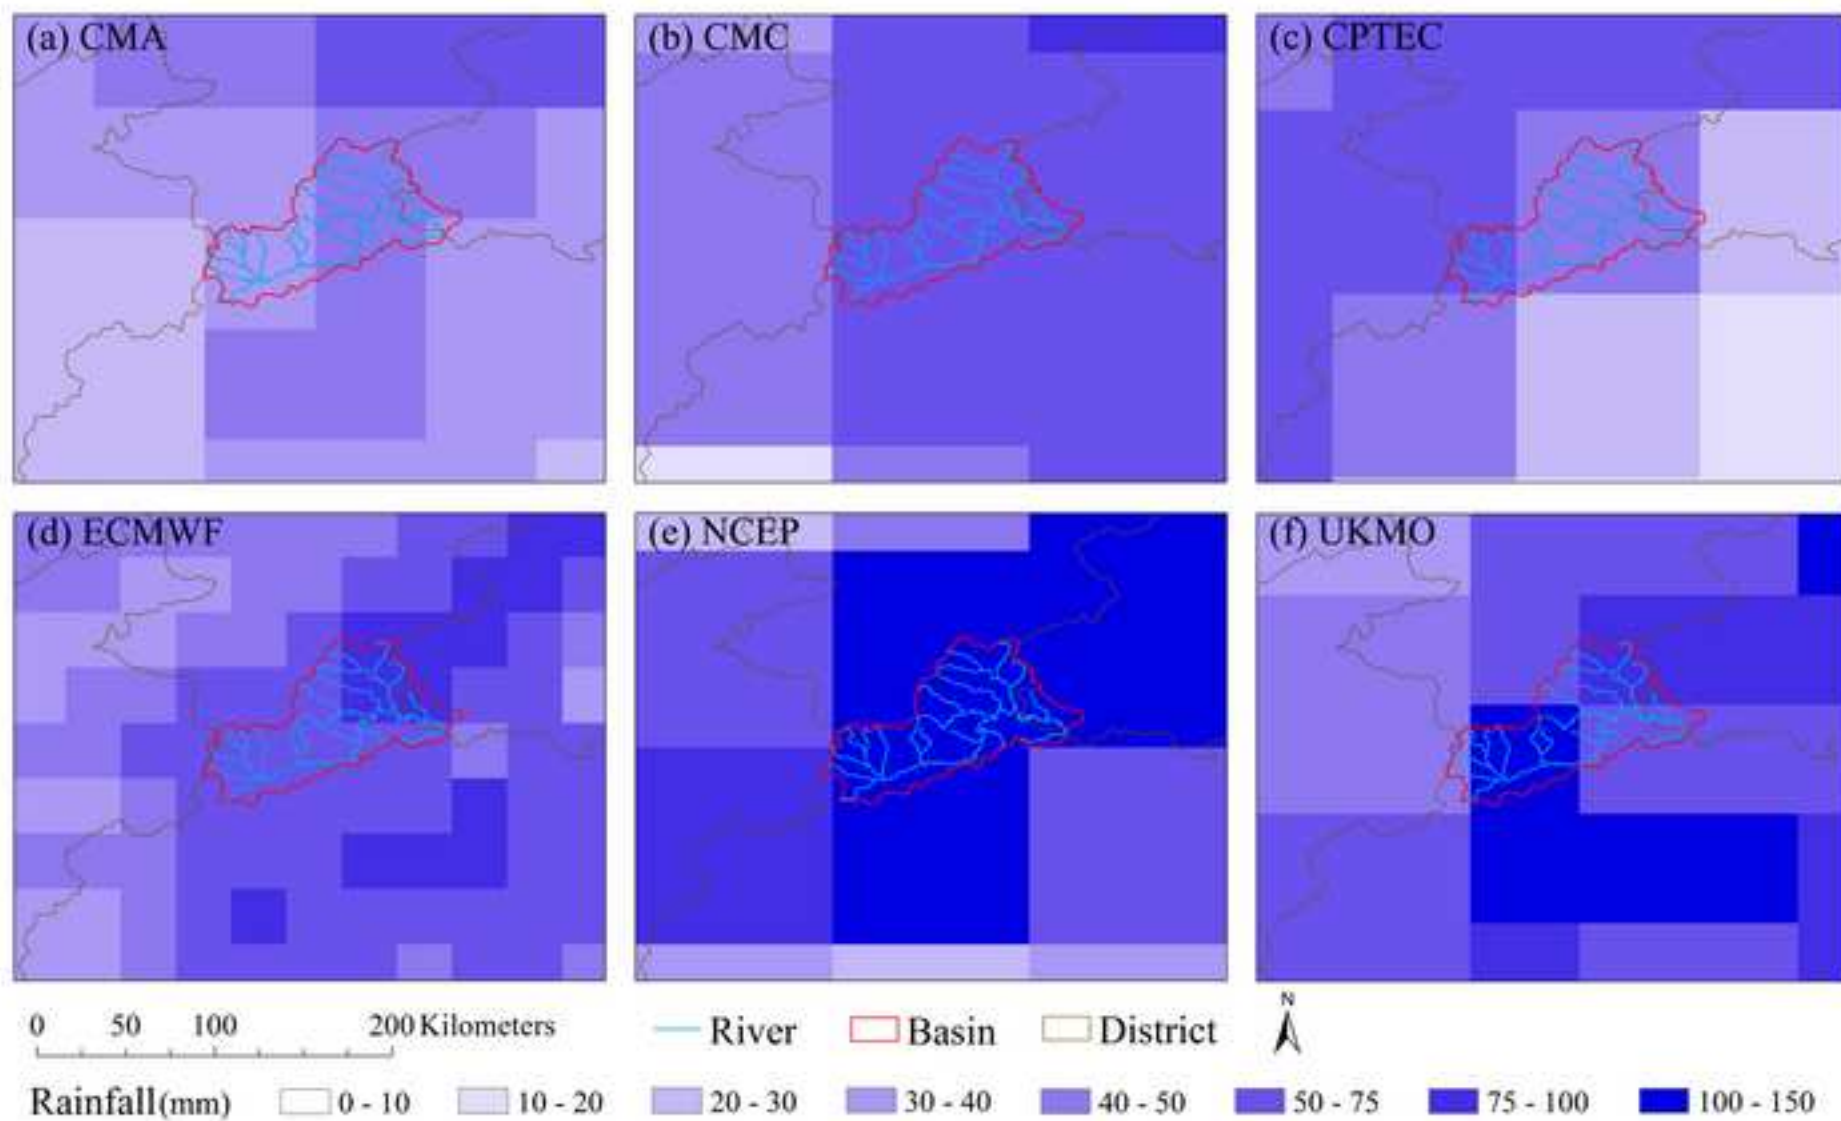 (a) CMA
(b) CMC
(c) CPTEC
(d) ECMWF
(e) NCEP
(f) UKMO
0 50 100 200 Kilometers
River
Basin
District
N
Rainfall(mm)
0 - 10
10 - 20
20 - 30
30 - 40
40 - 50
50 - 75
75 - 100
100 - 150